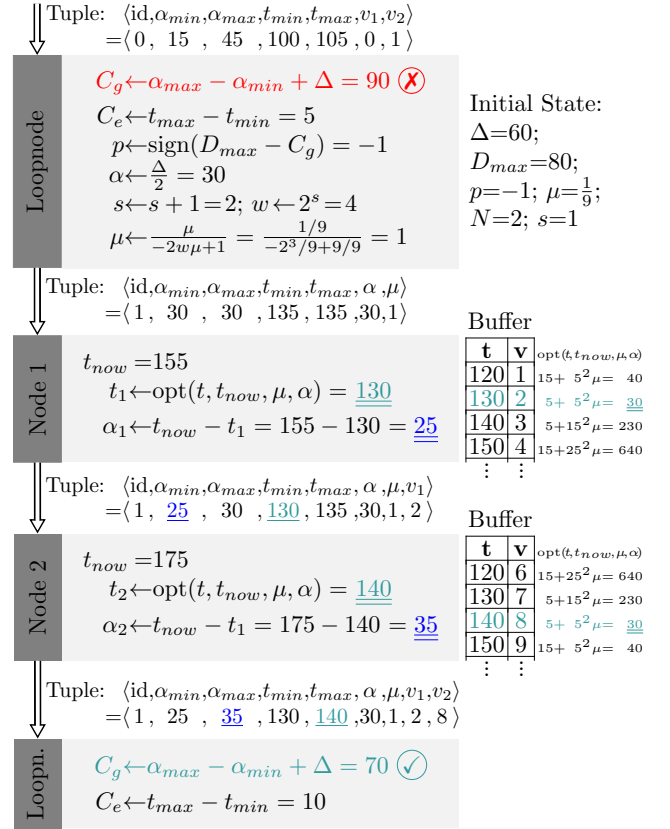 Tuple: ⟨id,α_min,α_max,t_min,t_max,v_1,v_2⟩
=⟨ 0 , 15 , 45 ,100 , 105 , 0 , 1 ⟩
Loopnode
C_g←α_max − α_min + Δ = 90 ✗
C_e←t_max − t_min = 5
p←sign(D_max − C_g) = −1
α←Δ/2 = 30
s←s + 1=2; w←2^s=4
μ←μ/(−2wμ+1) = (1/9)/(−2^3/9+9/9) = 1
Initial State:
Δ=60;
D_max=80;
p=−1; μ=1/9;
N=2; s=1
Tuple: ⟨id,α_min,α_max,t_min,t_max, α ,μ⟩
=⟨ 1 , 30 , 30 , 135 , 135 ,30,1⟩
Node 1
t_now =155
t_1←opt(t, t_now, μ, α) = 130
α_1←t_now − t_1 = 155 − 130 = 25
Buffer
t v opt(t,t_now,μ,α)
120 1 15+ 5^2μ= 40
130 2 5+ 5^2μ= 30
140 3 5+15^2μ= 230
150 4 15+25^2μ= 640
⋮ ⋮
Tuple: ⟨id,α_min,α_max,t_min,t_max, α ,μ,v_1⟩
=⟨ 1 , 25 , 30 , 130 , 135 ,30,1 , 2 ⟩
Node 2
t_now =175
t_2←opt(t, t_now, μ, α) = 140
α_2←t_now − t_1 = 175 − 140 = 35
Buffer
t v opt(t,t_now,μ,α)
120 6 15+25^2μ= 640
130 7 5+15^2μ= 230
140 8 5+ 5^2μ= 30
150 9 15+ 5^2μ= 40
⋮ ⋮
Tuple: ⟨id,α_min,α_max,t_min,t_max, α ,μ,v_1,v_2⟩
=⟨ 1 , 25 , 35 , 130 , 140 ,30,1 , 2 , 8 ⟩
Loopn.
C_g←α_max − α_min + Δ = 70 ✓
C_e←t_max − t_min = 10